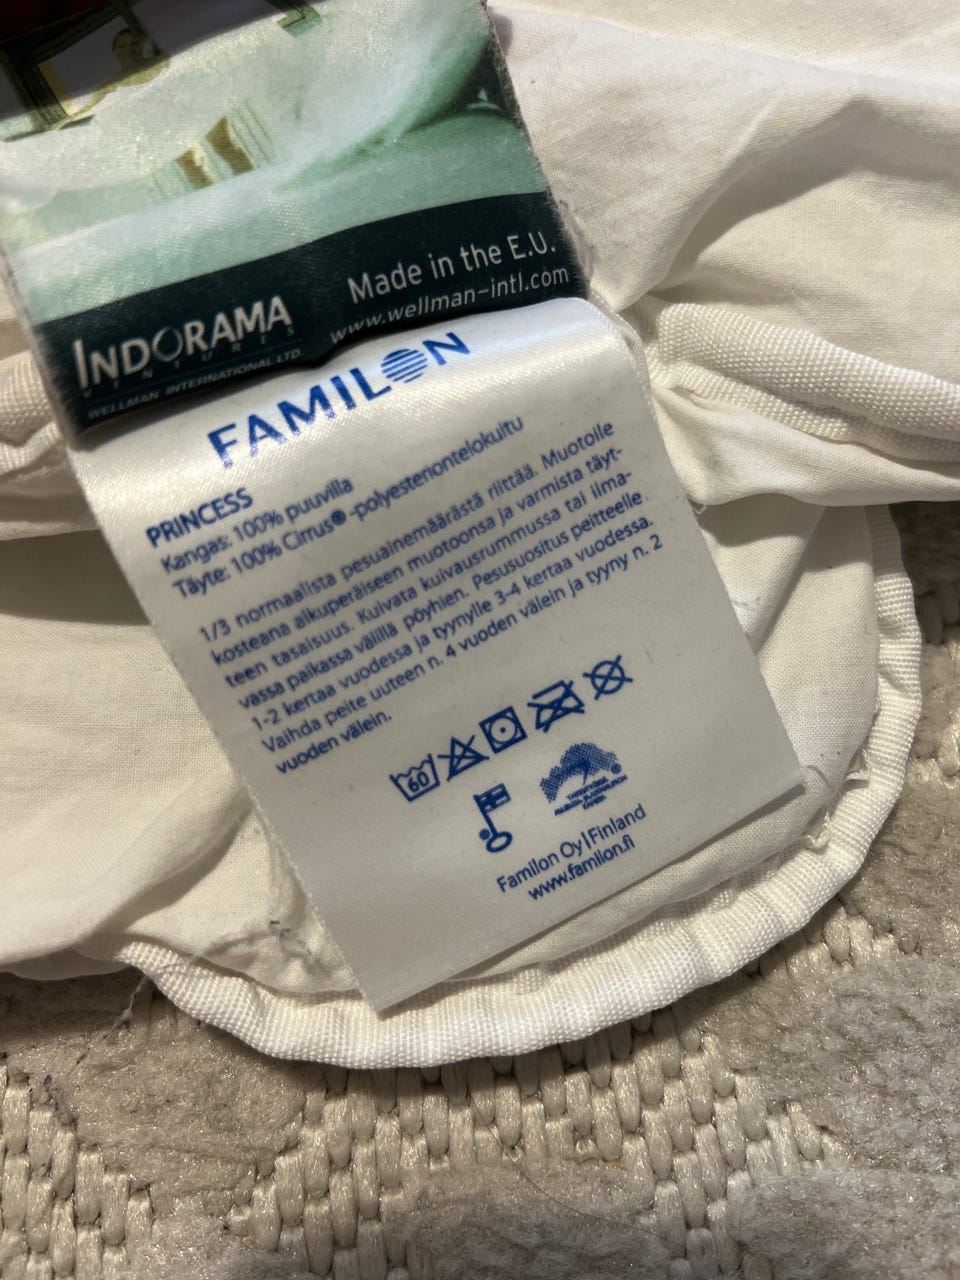 Made in the E.U.
www.wellman-intl.com
INDORAMA
VENTURES
WELLMAN INTERNATIONAL LTD.
FAMILON
PRINCESS
Kangas: 100% puuvilla
Täyte: 100% Cirrus® -polyesteriontelokuitu
1/3 normaalista pesuainemäärästä riittää. Muotoile
kosteana alkuperäiseen muotoonsa ja varmista täyt-
teen tasaisuus. Kuivata kuivausrummussa tai ilma-
vassa paikassa välillä pöyhien. Pesusuositus peitteelle
1-2 kertaa vuodessa ja tyynylle 3-4 kertaa vuodessa.
Vaihda peite uuteen n. 4 vuoden välein ja tyyny n. 2
vuoden välein.
60
Familon Oy|Finland
www.familon.fi